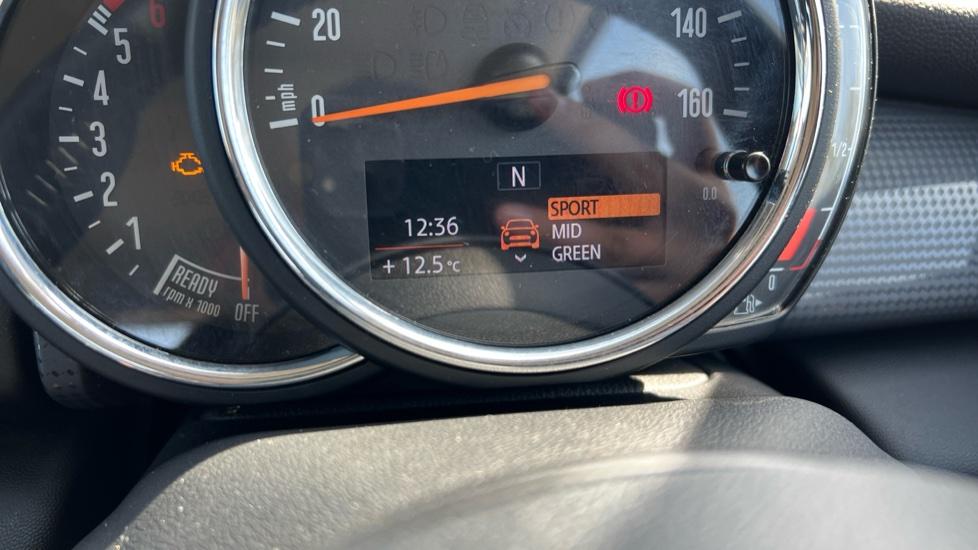 6
5
4
3
2
1
READY
rpm x 1000
OFF
20
mph
0
140
160
N
12:36
+ 12.5 °C
SPORT
MID
GREEN
0.0
1/2
0